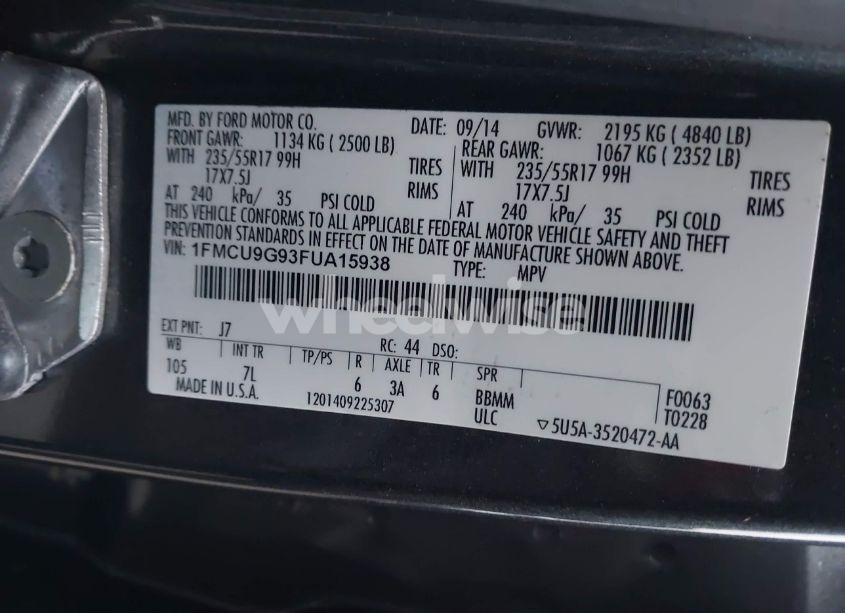 MFD. BY FORD MOTOR CO. DATE: 09/14 GVWR: 2195 KG ( 4840 LB)
FRONT GAWR: 1134 KG ( 2500 LB) REAR GAWR: 1067 KG ( 2352 LB)
WITH 235/55R17 99H TIRES WITH 235/55R17 99H TIRES
17X7.5J RIMS 17X7.5J RIMS
AT 240 kPa/ 35 PSI COLD AT 240 kPa/ 35 PSI COLD
THIS VEHICLE CONFORMS TO ALL APPLICABLE FEDERAL MOTOR VEHICLE SAFETY AND THEFT
PREVENTION STANDARDS IN EFFECT ON THE DATE OF MANUFACTURE SHOWN ABOVE.
VIN: 1FMCU9G93FUA15938 TYPE: MPV
wheelwise
EXT PNT: J7 RC: 44 DSO:
WB INT TR TP/PS R AXLE TR SPR
105 7L 6 3A 6 BBMM F0063
MADE IN U.S.A. 1201409225307 ULC T0228
▽5U5A-3520472-AA